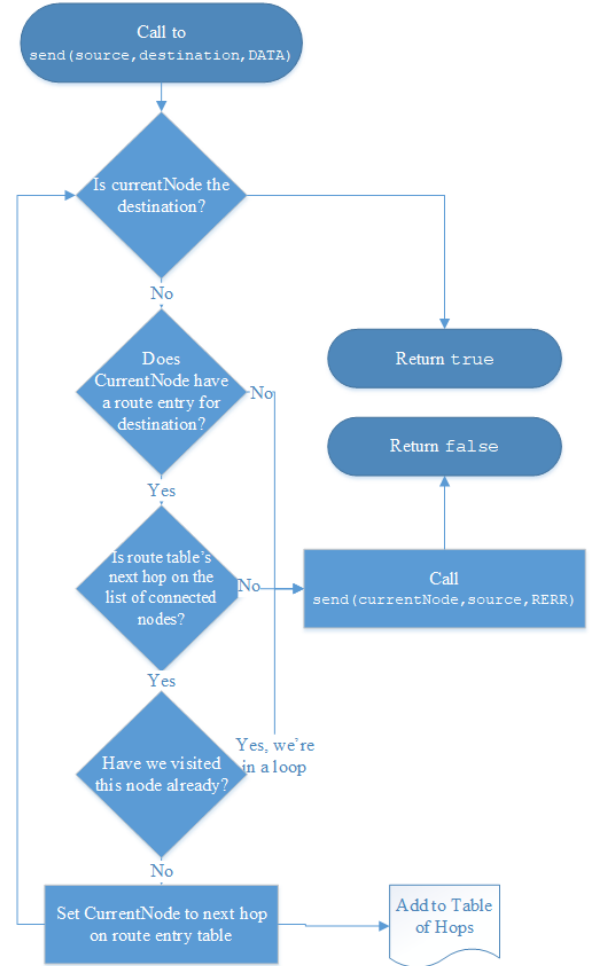 Call to
send(source,destination,DATA)
Is currentNode the
destination?
No
Return true
Does
CurrentNode have
a route entry for
destination?
No
Return false
Yes
Is route table's
next hop on the
list of connected
nodes?
No
Call
send(currentNode,source,RERR)
Yes
Have we visited
this node already?
Yes, we're
in a loop
No
Set CurrentNode to next hop
on route entry table
Add to Table
of Hops